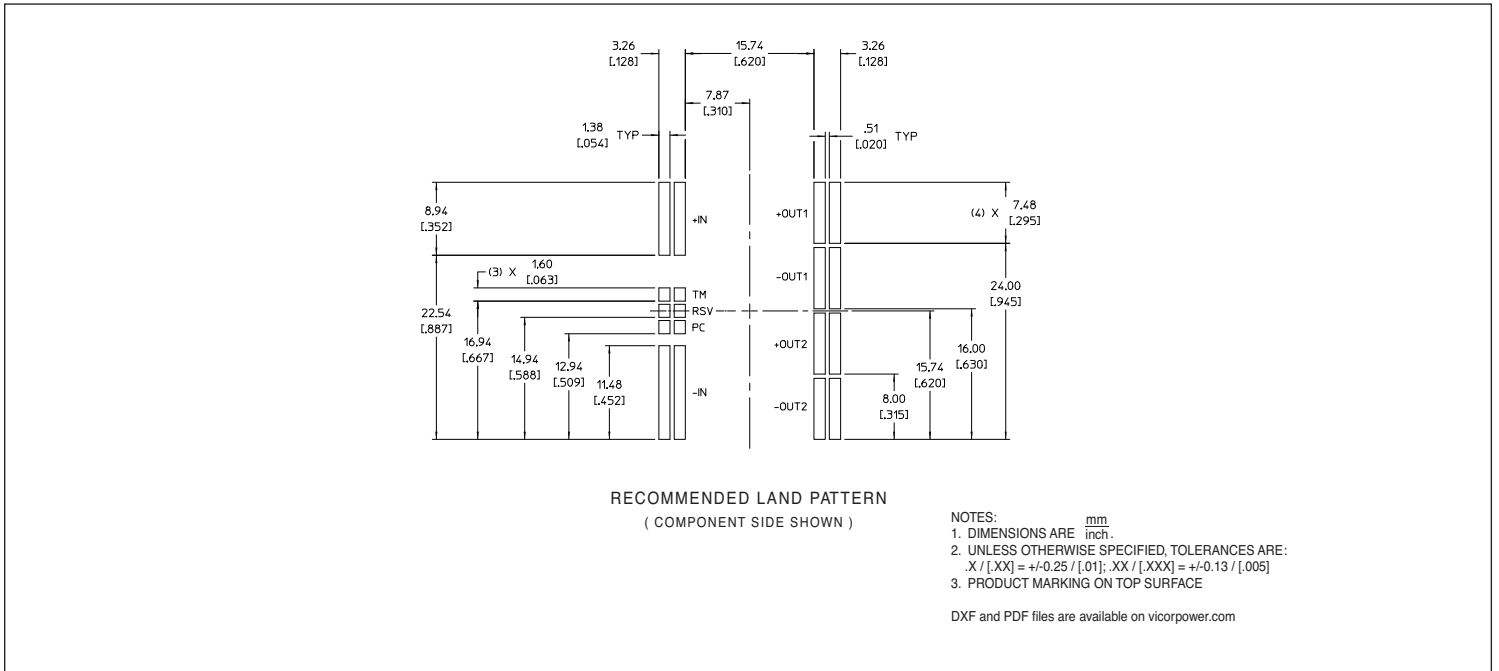 3.26
[.128]
15.74
[.620]
3.26
[.128]
7.87
[.310]
1.38
[.054]
TYP
.51
[.020]
TYP
8.94
[.352]
+IN
+OUT1
(4) X
7.48
[.295]
(3) X
1.60
[.063]
-OUT1
TM
RSV
PC
24.00
[.945]
22.54
[.887]
16.94
[.667]
14.94
[.588]
12.94
[.509]
11.48
[.452]
+OUT2
16.00
[.630]
15.74
[.620]
-IN
-OUT2
8.00
[.315]
RECOMMENDED LAND PATTERN
( COMPONENT SIDE SHOWN )
NOTES:
1. DIMENSIONS ARE mm inch.
2. UNLESS OTHERWISE SPECIFIED, TOLERANCES ARE:
.X / [.XX] = +/-0.25 / [.01]; .XX / [.XXX] = +/-0.13 / [.005]
3. PRODUCT MARKING ON TOP SURFACE
DXF and PDF files are available on vicorpower.com